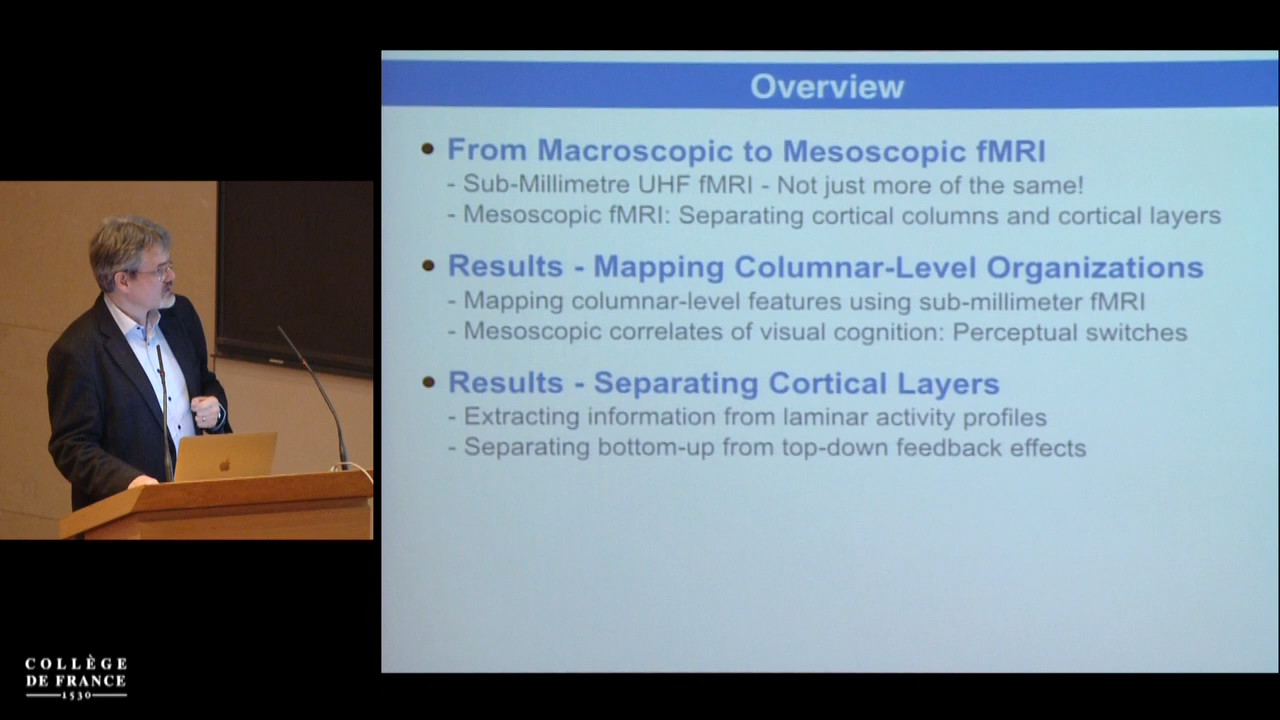 Overview
• From Macroscopic to Mesoscopic fMRI
- Sub-Millimetre UHF fMRI - Not just more of the same!
- Mesoscopic fMRI: Separating cortical columns and cortical layers
• Results - Mapping Columnar-Level Organizations
- Mapping columnar-level features using sub-millimeter fMRI
- Mesoscopic correlates of visual cognition: Perceptual switches
• Results - Separating Cortical Layers
- Extracting information from laminar activity profiles
- Separating bottom-up from top-down feedback effects
COLLÈGE
DE FRANCE
1530